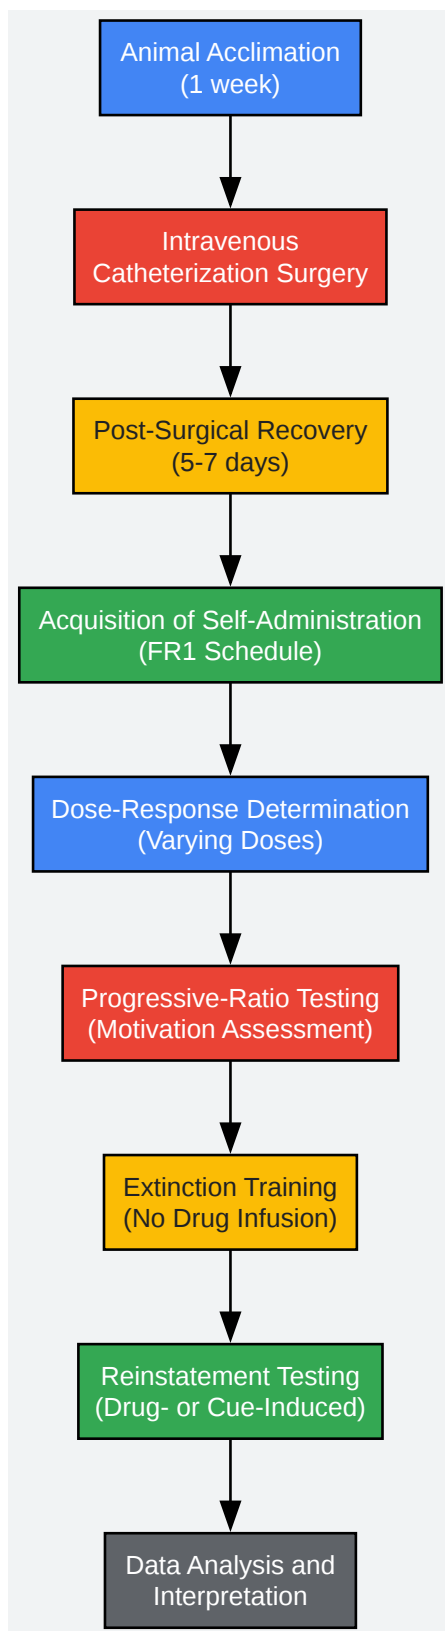 Animal Acclimation
(1 week)
Intravenous
Catheterization Surgery
Post-Surgical Recovery
(5-7 days)
Acquisition of Self-Administration
(FR1 Schedule)
Dose-Response Determination
(Varying Doses)
Progressive-Ratio Testing
(Motivation Assessment)
Extinction Training
(No Drug Infusion)
Reinstatement Testing
(Drug- or Cue-Induced)
Data Analysis and
Interpretation